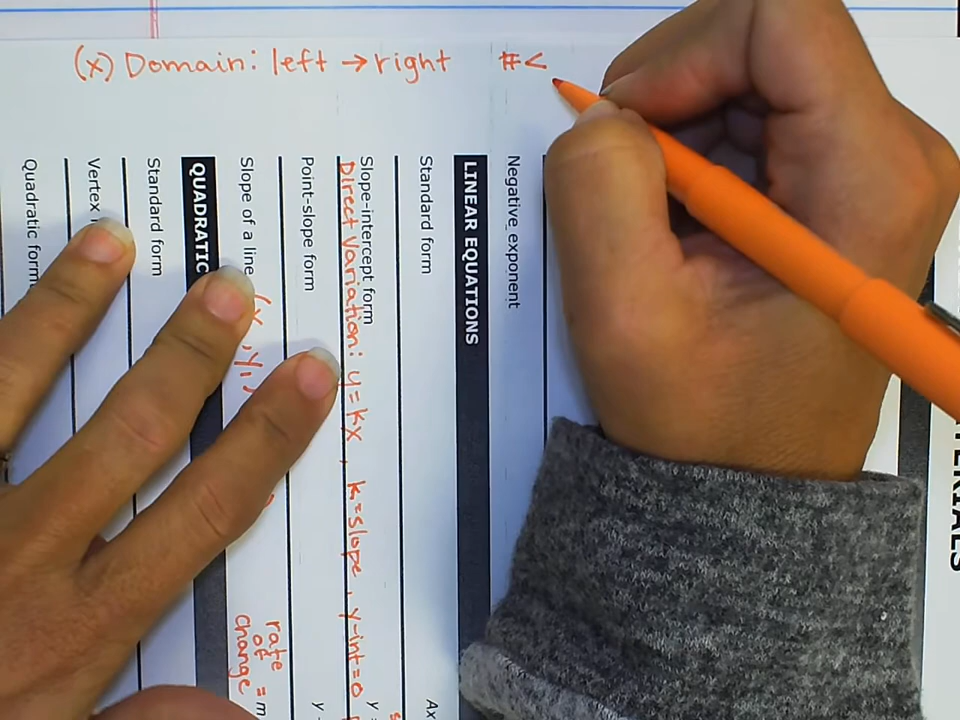 (x) Domain: left → right #<
Negative exponent
LINEAR EQUATIONS
Standard form Ax
Slope-intercept form y
Direct Variation: y = kx, k = slope, y-int = 0
Point-slope form y
Slope of a line (x, y, rate of change = m
QUADRATIC
Standard form
Vertex
Quadratic form